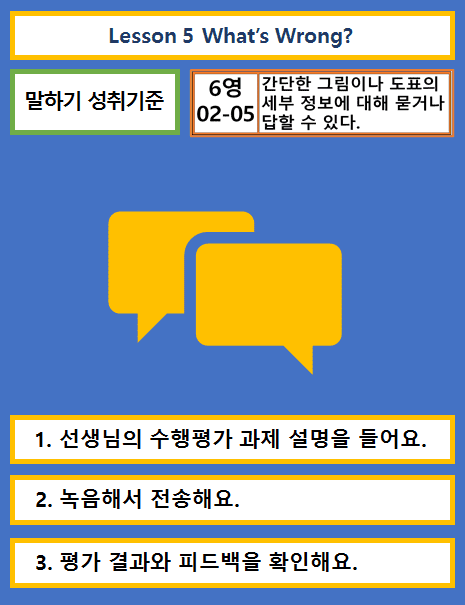 Lesson 5 What's Wrong?
말하기 성취기준
6영
02-05
간단한 그림이나 도표의
세부 정보에 대해 묻거나
답할 수 있다.
1. 선생님의 수행평가 과제 설명을 들어요.
2. 녹음해서 전송해요.
3. 평가 결과와 피드백을 확인해요.